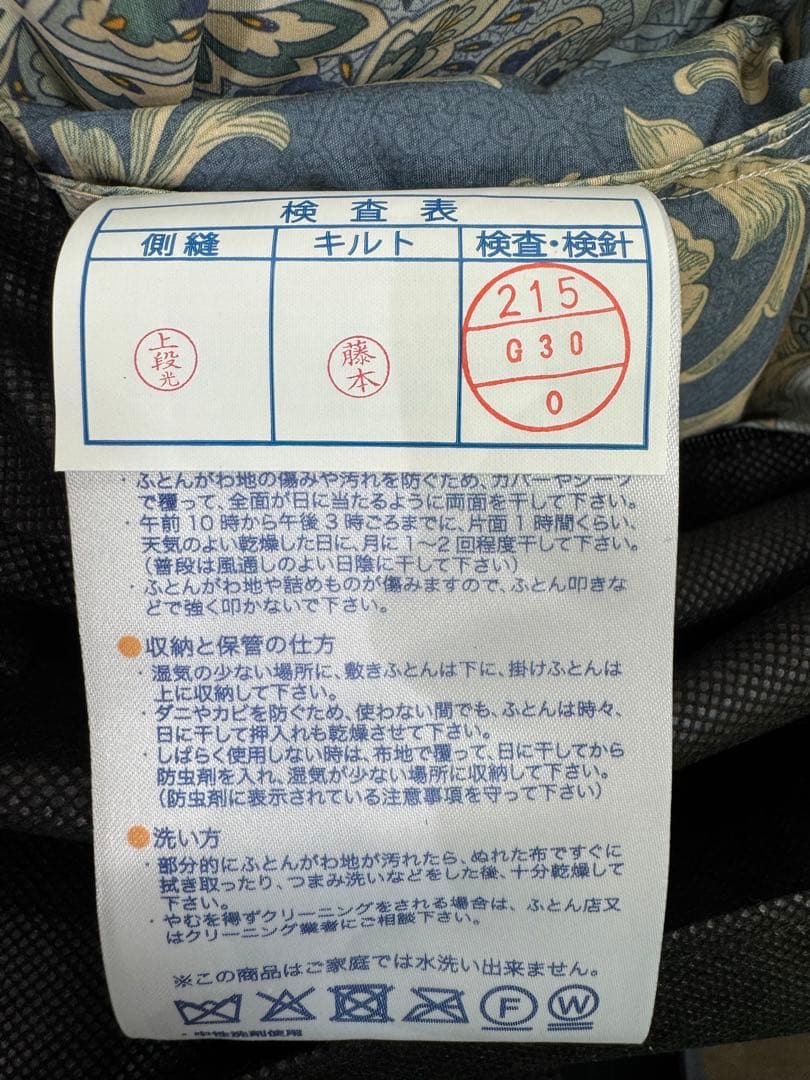 検査表
側縫 キルト 検査・検針
上段光 藤本 215
G30
0
・ふとんがわ地の傷みや汚れを防ぐため、カバーやシーツ
で覆って、全面が日に当たるように両面を干して下さい。
・午前10時から午後3時ごろまでに、片面1時間くらい、
天気のよい乾燥した日に、月に1～2回程度干して下さい。
（普段は風通しのよい日陰に干して下さい）
・ふとんがわ地や詰めものが傷みますので、ふとん叩きな
どで強く叩かないで下さい。
●収納と保管の仕方
・湿気の少ない場所に、敷きふとんは下に、掛けふとんは
上に収納して下さい。
・ダニやカビを防ぐため、使わない間でも、ふとんは時々、
日に干して押入れも乾燥させて下さい。
・しばらく使用しない時は、布地で覆って、日に干してから
防虫剤を入れ、湿気が少ない場所に収納して下さい。
（防虫剤に表示されている注意事項を守って下さい）
●洗い方
・部分的にふとんがわ地が汚れたら、ぬれた布ですぐに
拭き取ったり、つまみ洗いなどをした後、十分乾燥して
下さい。
・やむを得ずクリーニングをされる場合は、ふとん店又
はクリーニング業者にご相談下さい。
※この商品はご家庭では水洗い出来ません。
F W
・中性洗剤使用